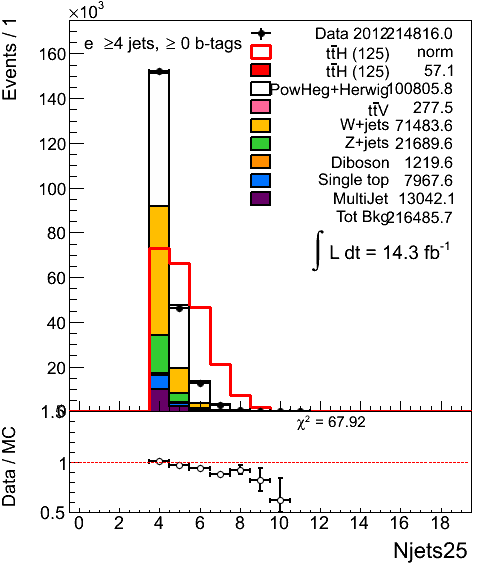 ×10³
Events / 1
e ≥4 jets, ≥ 0 b-tags
Data 2012 214816.0
tt̄H (125) norm
tt̄H (125) 57.1
PowHeg+Herwig 100805.8
tt̄V 277.5
W+jets 71483.6
Z+jets 21689.6
Diboson 1219.6
Single top 7967.6
MultiJet 13042.1
Tot Bkg 216485.7
∫ L dt = 14.3 fb⁻¹
160
140
120
100
80
60
40
20
0
χ² = 67.92
Data / MC
1.5
1
0.5
0 2 4 6 8 10 12 14 16 18
Njets25